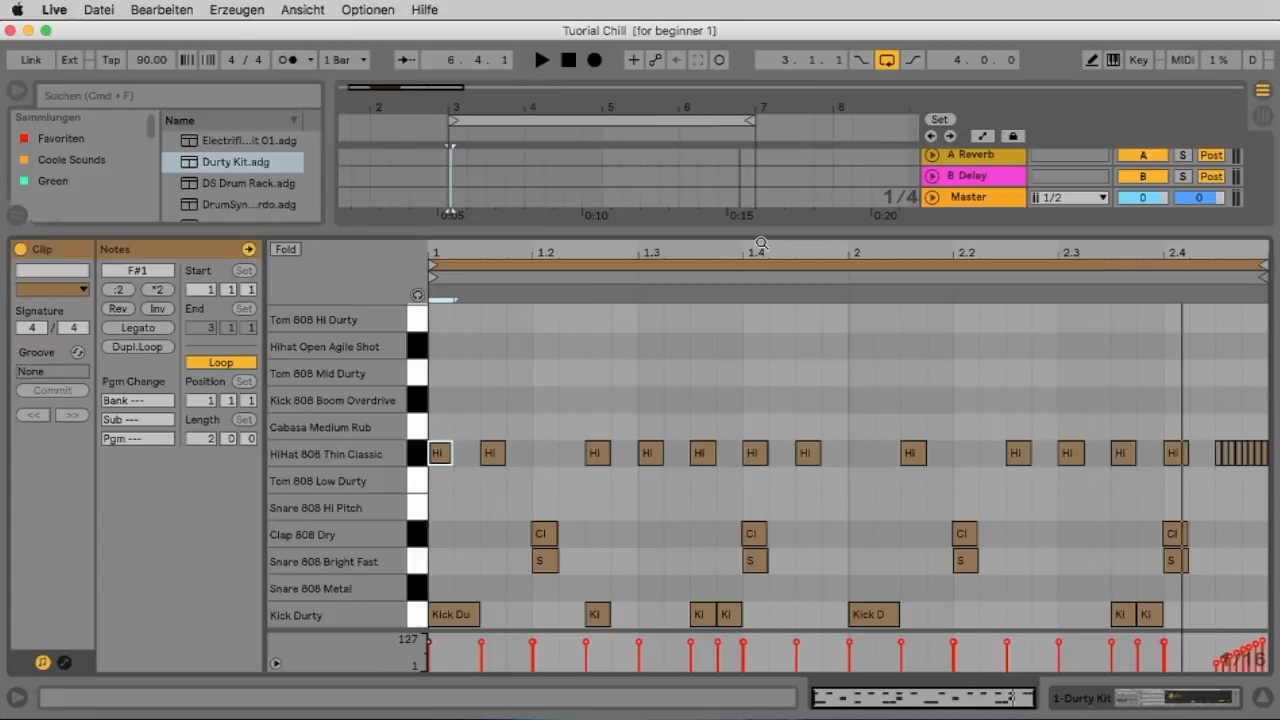 Live Datei Bearbeiten Erzeugen Ansicht Optionen Hilfe
Tuorial Chill [for beginner 1]
Link Ext Tap 90.00 4 / 4 1 Bar 6. 4. 1 3. 1. 1 4. 0. 0 Key MIDI 1 % D
Suchen (Cmd + F)
Sammlungen
Favoriten
Coole Sounds
Green
Name
Electrifi...it 01.adg
Durty Kit.adg
DS Drum Rack.adg
DrumSyn...rdo.adg
2 3 4 5 6 7 8
Set
A Reverb A S Post
B Delay B S Post
1/4 Master 1/2 0 0
0:05 0:10 0:15 0:20
Clip
Signature
4 / 4
Groove
None
Commit
<< >>
Notes
F#1
:2 *2
Rev Inv
Legato
Dupl.Loop
Pgm Change
Bank ---
Sub ---
Pgm ---
Start Set
1 1 1
End Set
3 1 1
Loop
Position Set
1 1 1
Length Set
2 0 0
Fold
1 1.2 1.3 1.4 2 2.2 2.3 2.4
Tom 808 Hi Durty
Hihat Open Agile Shot
Tom 808 Mid Durty
Kick 808 Boom Overdrive
Cabasa Medium Rub
HiHat 808 Thin Classic Hi Hi Hi Hi Hi Hi Hi Hi Hi Hi Hi Hi
Tom 808 Low Durty
Snare 808 Hi Pitch
Clap 808 Dry Cl Cl Cl Cl
Snare 808 Bright Fast S S S S
Snare 808 Metal
Kick Durty Kick Du Ki Ki Ki Kick D Ki Ki
127
1
1/16
1-Durty Kit